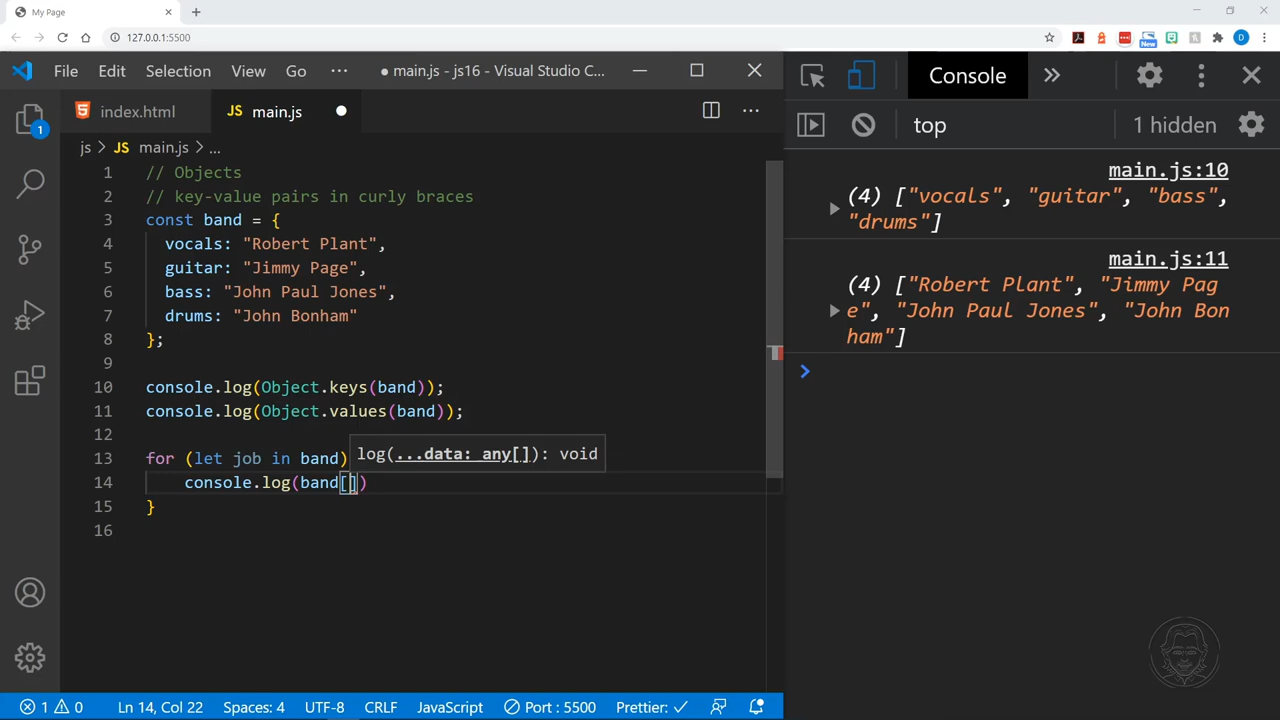 My Page
127.0.0.1:5500
New
D
File Edit Selection View Go ··· ● main.js - js16 - Visual Studio C...
index.html JS main.js ●
js > JS main.js > ...
1 // Objects
2 // key-value pairs in curly braces
3 const band = {
4 vocals: "Robert Plant",
5 guitar: "Jimmy Page",
6 bass: "John Paul Jones",
7 drums: "John Bonham"
8 };
9
10 console.log(Object.keys(band));
11 console.log(Object.values(band));
12
log(...data: any[]): void
13 for (let job in band)
14 console.log(band[])
15 }
16
1
1 0 Ln 14, Col 22 Spaces: 4 UTF-8 CRLF JavaScript Port : 5500 Prettier: ✓
Console »
top 1 hidden
main.js:10
(4) ["vocals", "guitar", "bass",
"drums"]
main.js:11
(4) ["Robert Plant", "Jimmy Pag
e", "John Paul Jones", "John Bon
ham"]
>